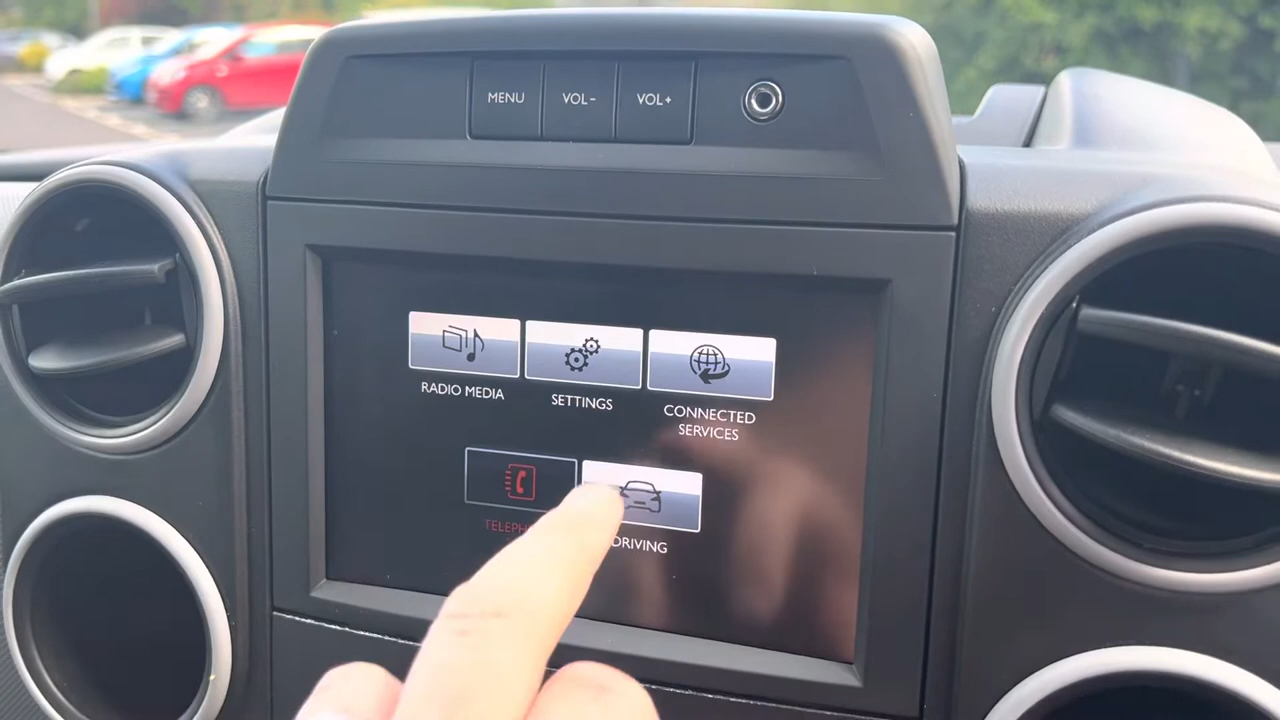 MENU
VOL-
VOL+
RADIO MEDIA
SETTINGS
CONNECTED
SERVICES
DRIVING